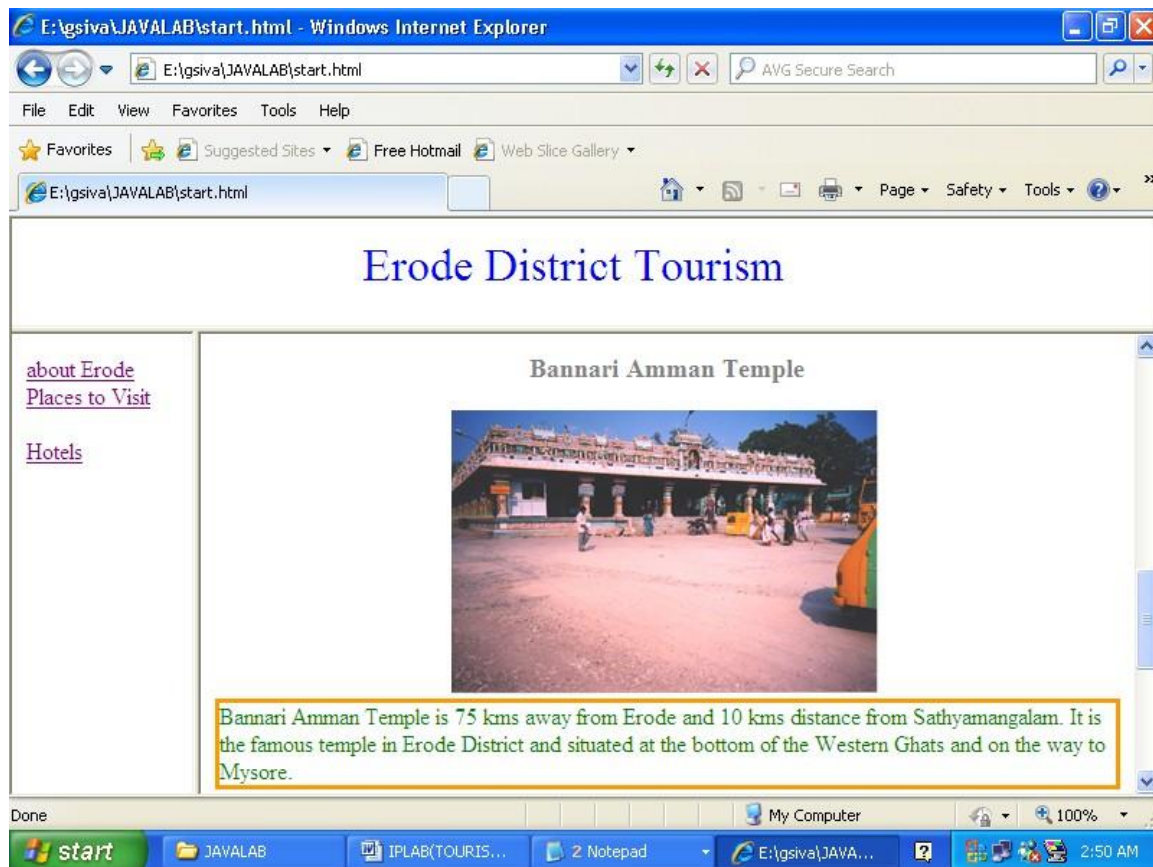 E:\gsiva\JAVALAB\start.html - Windows Internet Explorer
E:\gsiva\JAVALAB\start.html
AVG Secure Search
File Edit View Favorites Tools Help
Favorites Suggested Sites Free Hotmail Web Slice Gallery
E:\gsiva\JAVALAB\start.html Page Safety Tools »
Erode District Tourism
about Erode
Places to Visit
Hotels
Bannari Amman Temple
Bannari Amman Temple is 75 kms away from Erode and 10 kms distance from Sathyamangalam. It is
the famous temple in Erode District and situated at the bottom of the Western Ghats and on the way to
Mysore.
Done My Computer 100%
start JAVALAB IPLAB(TOURIS... 2 Notepad E:\gsiva\JAVA... 2:50 AM